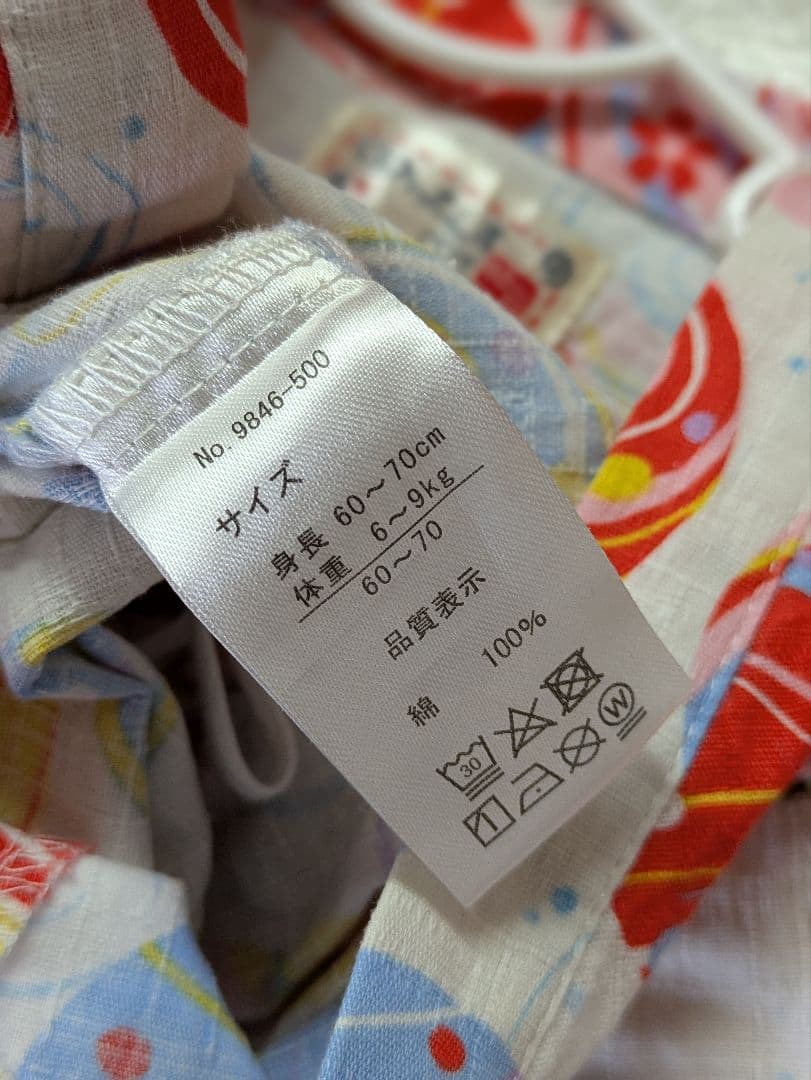 No. 9846-500
サイズ
身長 60～70cm
体重 6～9kg
60～70
品質表示
綿 100%
30
W